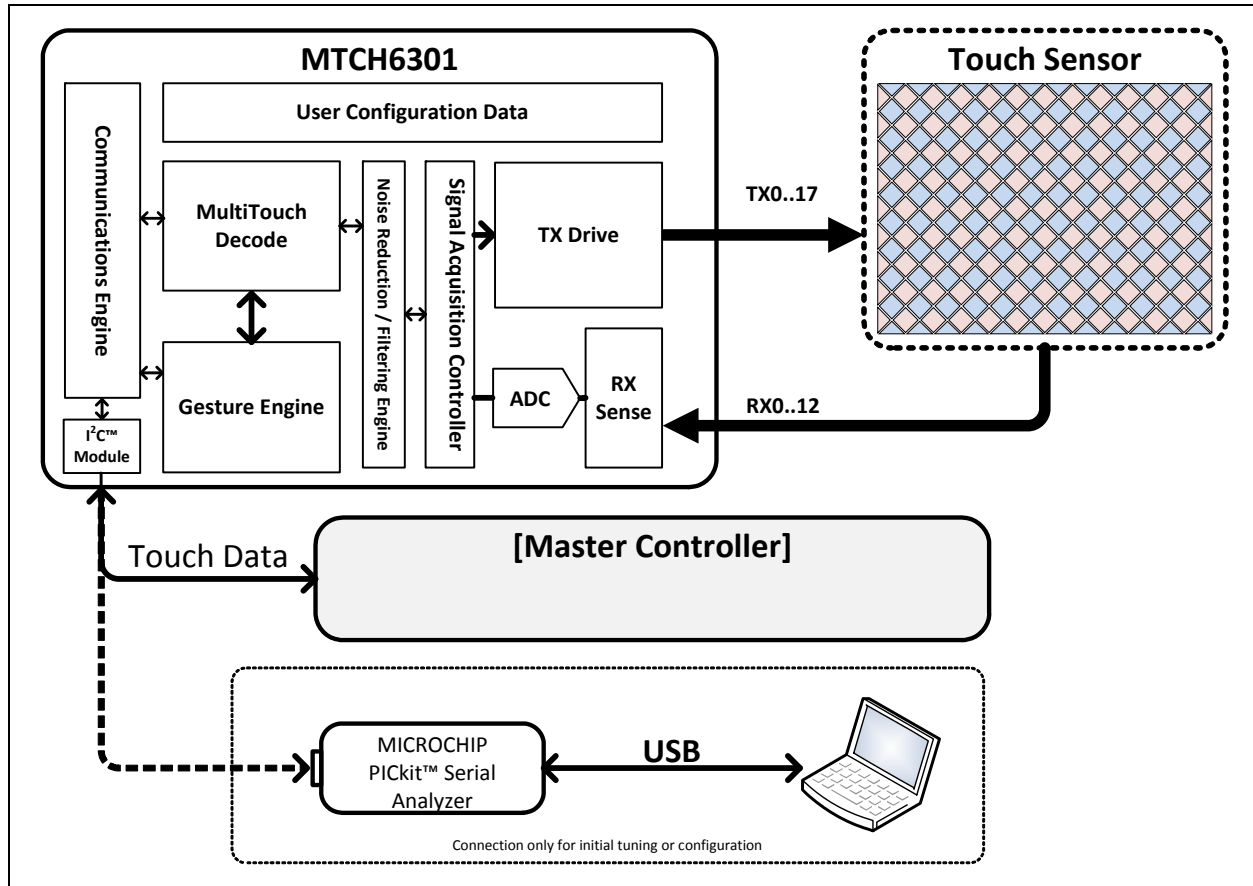 MTCH6301
User Configuration Data
Communications Engine
MultiTouch
Decode
Noise Reduction / Filtering Engine
Signal Acquisition Controller
TX Drive
Gesture Engine
ADC
RX
Sense
I²C™
Module
Touch Sensor
TX0..17
RX0..12
Touch Data
[Master Controller]
MICROCHIP
PICkit™ Serial
Analyzer
USB
Connection only for initial tuning or configuration